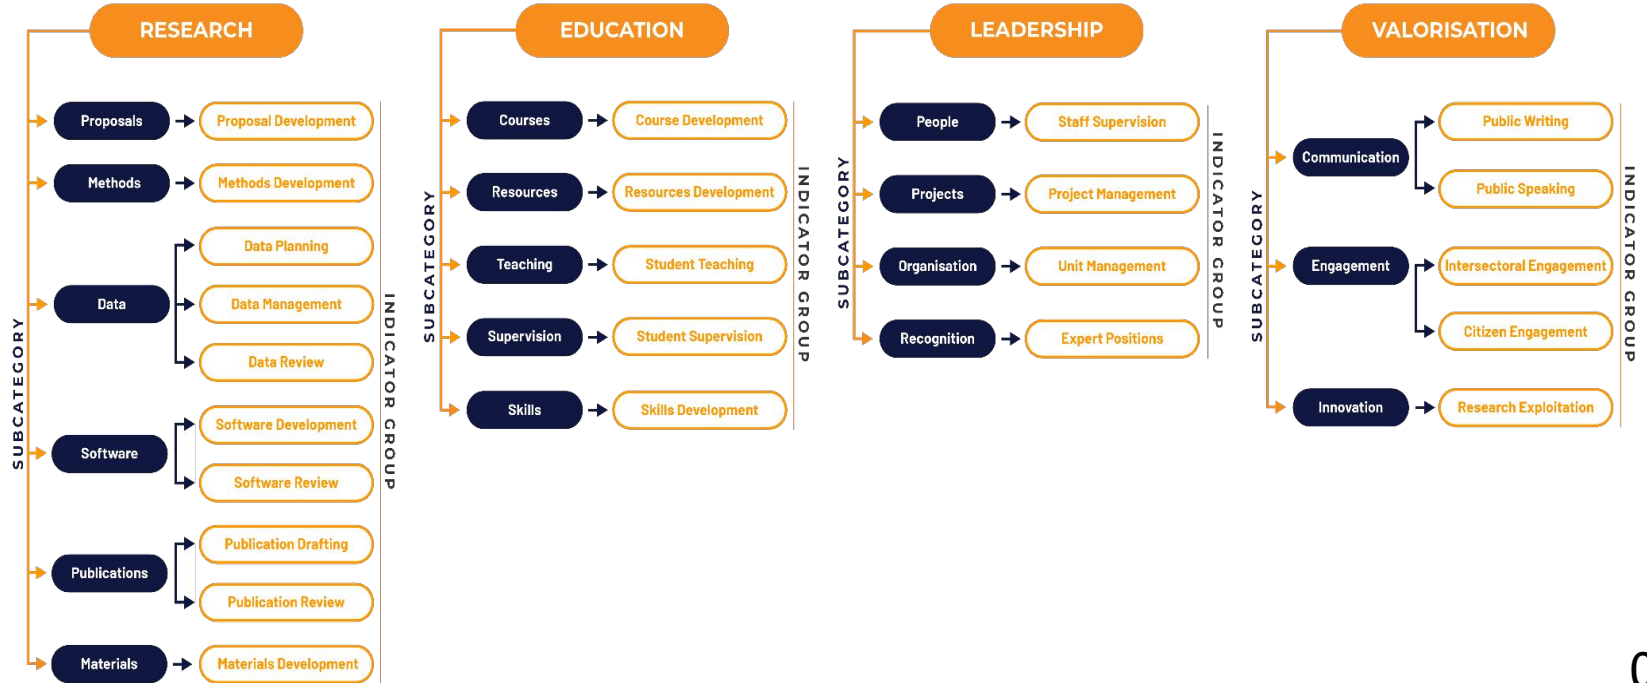 RESEARCH
SUBCATEGORY
Proposals
Proposal Development
Methods
Methods Development
Data
Data Planning
Data Management
Data Review
Software
Software Development
Software Review
Publications
Publication Drafting
Publication Review
Materials
Materials Development
INDICATOR GROUP
EDUCATION
SUBCATEGORY
Courses
Course Development
Resources
Resources Development
Teaching
Student Teaching
Supervision
Student Supervision
Skills
Skills Development
INDICATOR GROUP
LEADERSHIP
SUBCATEGORY
People
Staff Supervision
Projects
Project Management
Organisation
Unit Management
Recognition
Expert Positions
INDICATOR GROUP
VALORISATION
SUBCATEGORY
Communication
Public Writing
Public Speaking
Engagement
Intersectoral Engagement
Citizen Engagement
Innovation
Research Exploitation
INDICATOR GROUP